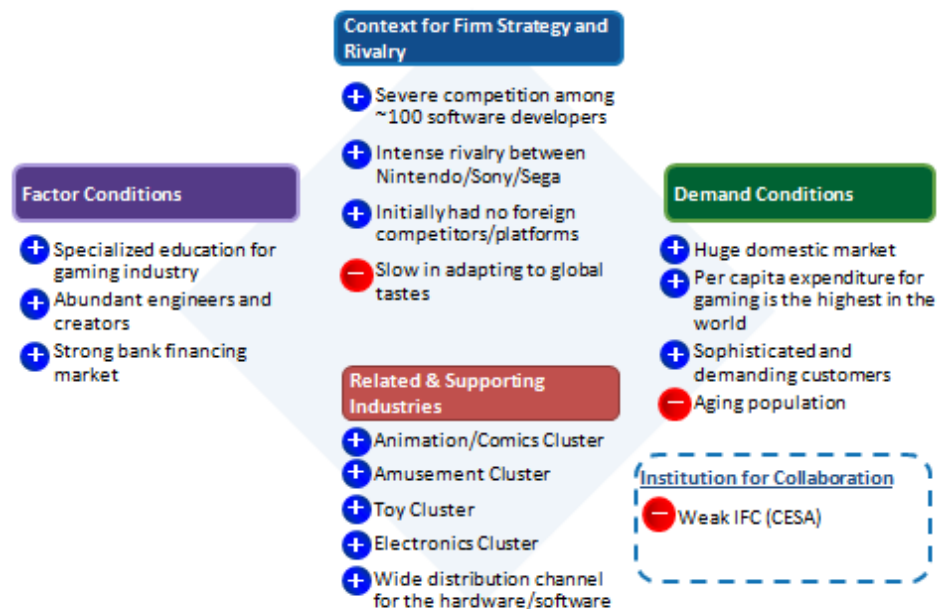 Context for Firm Strategy and
Rivalry
Severe competition among
~100 software developers
Intense rivalry between
Nintendo/Sony/Sega
Initially had no foreign
competitors/platforms
Slow in adapting to global
tastes
Factor Conditions
Specialized education for
gaming industry
Abundant engineers and
creators
Strong bank financing
market
Demand Conditions
Huge domestic market
Per capita expenditure for
gaming is the highest in the
world
Sophisticated and
demanding customers
Aging population
Related & Supporting
Industries
Animation/Comics Cluster
Amusement Cluster
Toy Cluster
Electronics Cluster
Wide distribution channel
for the hardware/software
Institution for Collaboration
Weak IFC (CESA)